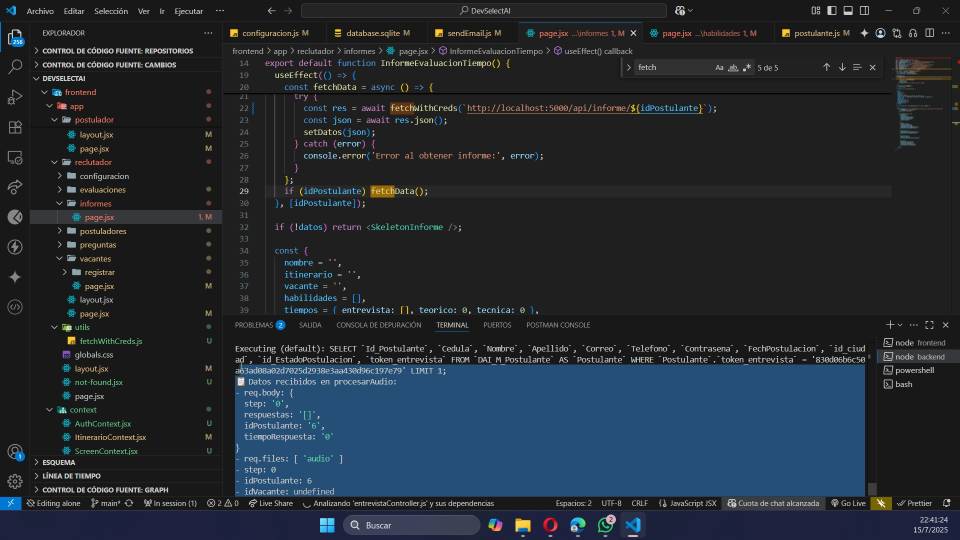 Archivo Editar Selección Ver Ir Ejecutar ··· DevSelectAI
EXPLORADOR
CONTROL DE CÓDIGO FUENTE: REPOSITORIOS
CONTROL DE CÓDIGO FUENTE: CAMBIOS
DEVSELECTAI
frontend
app
postulador
layout.jsx M
page.jsx M
reclutador
configuracion
evaluaciones
informes
page.jsx 1, M
postuladores
preguntas
vacantes
registrar
page.jsx M
layout.jsx M
page.jsx M
utils
fetchWithCreds.js U
globals.css
layout.jsx M
not-found.jsx U
page.jsx M
context
AuthContext.jsx U
ItinerarioContext.jsx M
ScreenContext.jsx U
ESQUEMA
LÍNEA DE TIEMPO
CONTROL DE CÓDIGO FUENTE: GRAPH
configuracion.js M database.sqlite M sendEmail.js M page.jsx ...\informes 1, M page.jsx ...\habilidades 1, M postulante.js M
frontend > app > reclutador > informes > page.jsx > InformeEvaluacionTiempo > useEffect() callback
fetch Aa ab 5 de 5
14 export default function InformeEvaluacionTiempo() {
19 useEffect(() => {
20 const fetchData = async () => {
21 try {
22 const res = await fetchWithCreds(`http://localhost:5000/api/informe/${idPostulante}`);
23 const json = await res.json();
24 setDatos(json);
25 } catch (error) {
26 console.error('Error al obtener informe:', error);
27 }
28 };
29 if (idPostulante) fetchData();
30 }, [idPostulante]);
31
32 if (!datos) return <SkeletonInforme />;
33
34 const {
35 nombre = '',
36 itinerario = '',
37 vacante = '',
38 habilidades = [],
39 tiempos = { entrevista: [], teorico: 0, tecnica: 0 },
PROBLEMAS 2 SALIDA CONSOLA DE DEPURACIÓN TERMINAL PUERTOS POSTMAN CONSOLE
Executing (default): SELECT `Id_Postulante`, `Cedula`, `Nombre`, `Apellido`, `Correo`, `Telefono`, `Contrasena`, `FechPostulacion`, `id_ciud
ad`, `id_EstadoPostulacion`, `token_entrevista` FROM `DAI_M_Postulante` AS `Postulante` WHERE `Postulante`.`token_entrevista` = '830d06b6c50
a63ad08a02d7025d2938e3aa430d96c197e79' LIMIT 1;
Datos recibidos en procesarAudio:
- req.body: {
step: '0',
respuestas: '[]',
idPostulante: '6',
tiempoRespuesta: '0'
}
- req.files: [ 'audio' ]
- step: 0
- idPostulante: 6
- idVacante: undefined
node frontend
node backend
powershell
bash
Editing alone main* In session (1) 2 0 Live Share Analizando 'entrevistaController.js' y sus dependencias Espacios: 2 UTF-8 CRLF JavaScript JSX Cuota de chat alcanzada Go Live Prettier
Buscar
22:41:24
15/7/2025